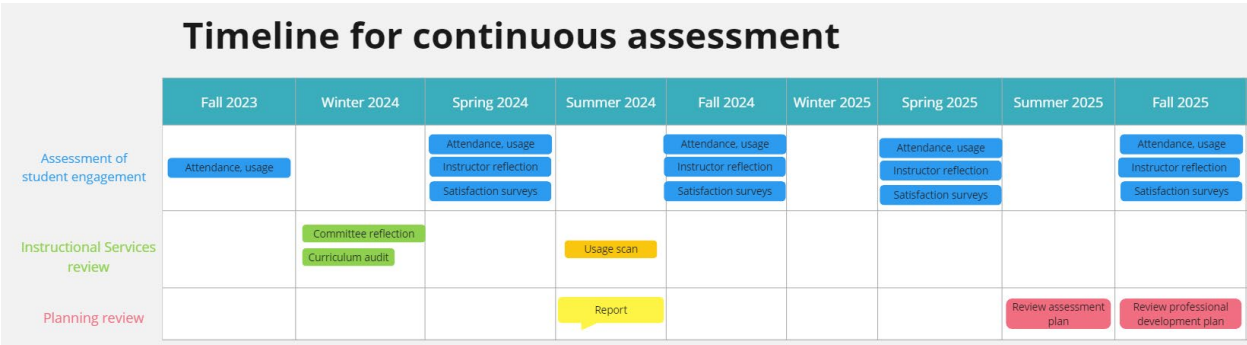 Timeline for continuous assessment
Fall 2023 Winter 2024 Spring 2024 Summer 2024 Fall 2024 Winter 2025 Spring 2025 Summer 2025 Fall 2025
Assessment of
student engagement
Attendance, usage
Attendance, usage
Instructor reflection
Satisfaction surveys
Attendance, usage
Instructor reflection
Satisfaction surveys
Attendance, usage
Instructor reflection
Satisfaction surveys
Attendance, usage
Instructor reflection
Satisfaction surveys
Instructional Services
review
Committee reflection
Curriculum audit
Usage scan
Planning review
Report
Review assessment
plan
Review professional
development plan